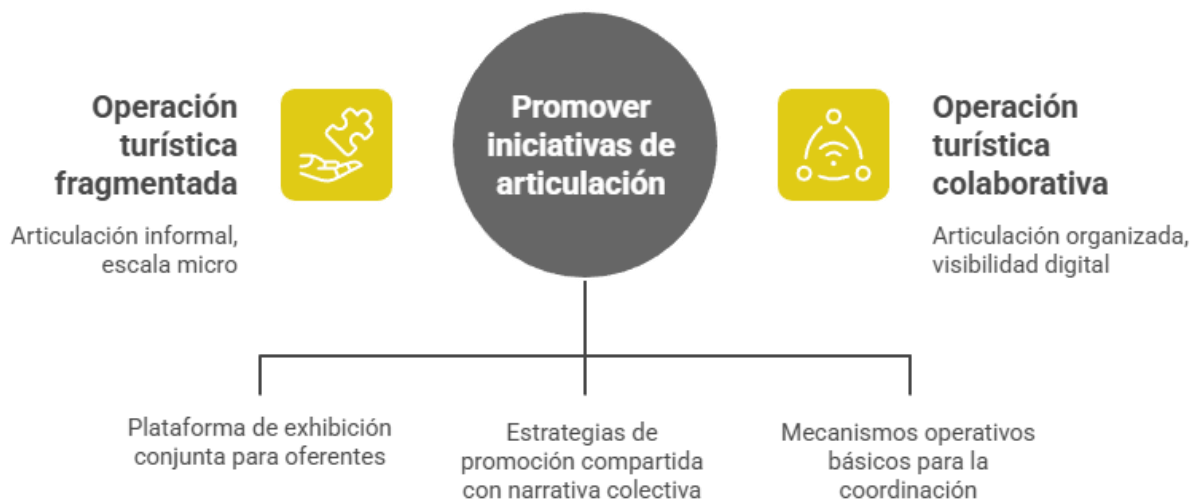 Operación
turística
fragmentada
Articulación informal,
escala micro
Promover
iniciativas de
articulación
Operación
turística
colaborativa
Articulación organizada,
visibilidad digital
Plataforma de exhibición
conjunta para oferentes
Estrategias de
promoción compartida
con narrativa colectiva
Mecanismos operativos
básicos para la
coordinación